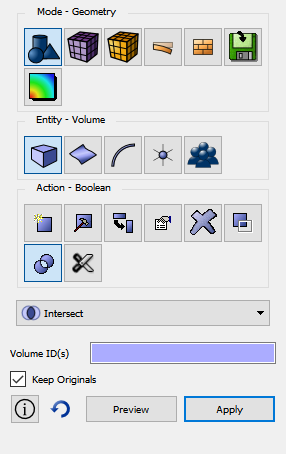 Mode - Geometry
Entity - Volume
Action - Boolean
Intersect
Volume ID(s)
Keep Originals
Preview Apply